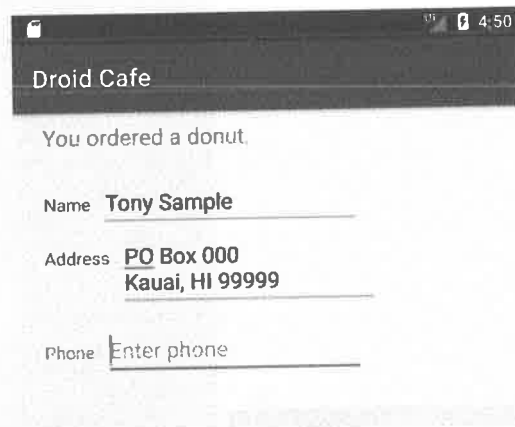 4:50
Droid Cafe
You ordered a donut.
Name Tony Sample
Address PO Box 000
Kauai, HI 99999
Phone Enter phone